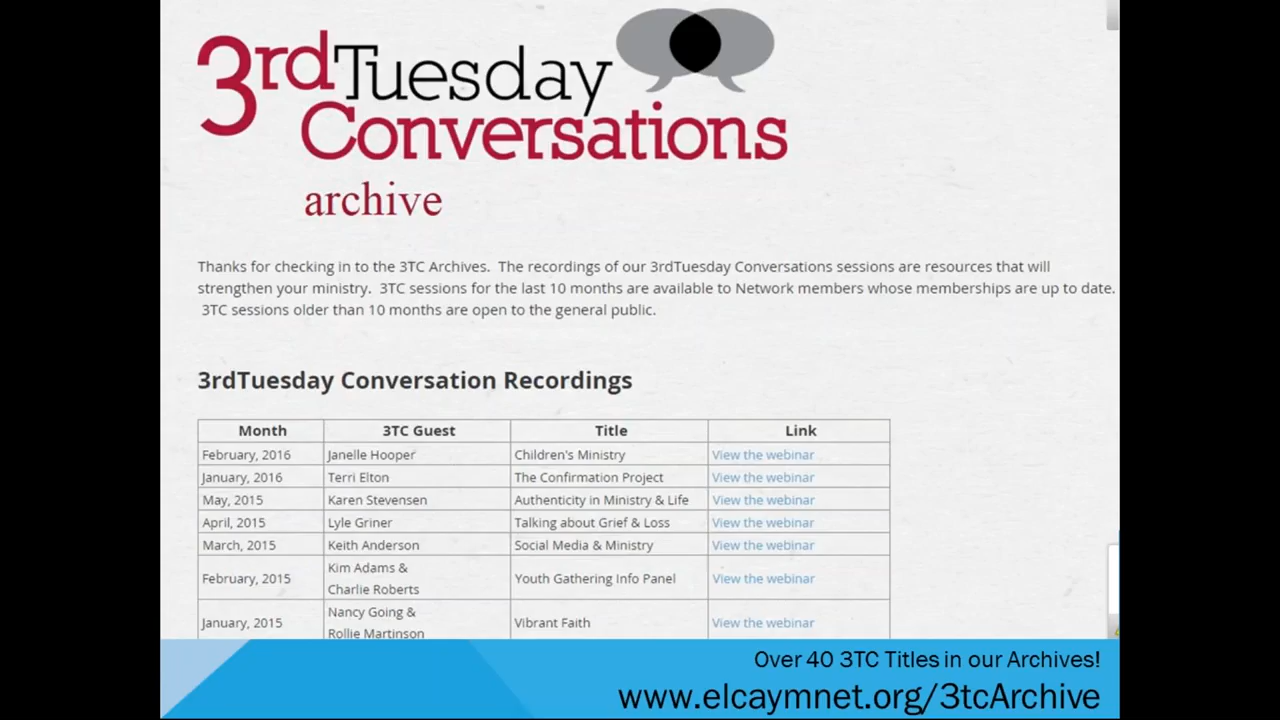 3rd Tuesday
Conversations
archive
Thanks for checking in to the 3TC Archives. The recordings of our 3rdTuesday Conversations sessions are resources that will
strengthen your ministry. 3TC sessions for the last 10 months are available to Network members whose memberships are up to date.
3TC sessions older than 10 months are open to the general public.
3rdTuesday Conversation Recordings
Month 3TC Guest Title Link
February, 2016 Janelle Hooper Children's Ministry View the webinar
January, 2016 Terri Elton The Confirmation Project View the webinar
May, 2015 Karen Stevensen Authenticity in Ministry & Life View the webinar
April, 2015 Lyle Griner Talking about Grief & Loss View the webinar
March, 2015 Keith Anderson Social Media & Ministry View the webinar
February, 2015 Kim Adams & Charlie Roberts Youth Gathering Info Panel View the webinar
January, 2015 Nancy Going & Rollie Martinson Vibrant Faith View the webinar
Over 40 3TC Titles in our Archives!
www.elcaymnet.org/3tcArchive